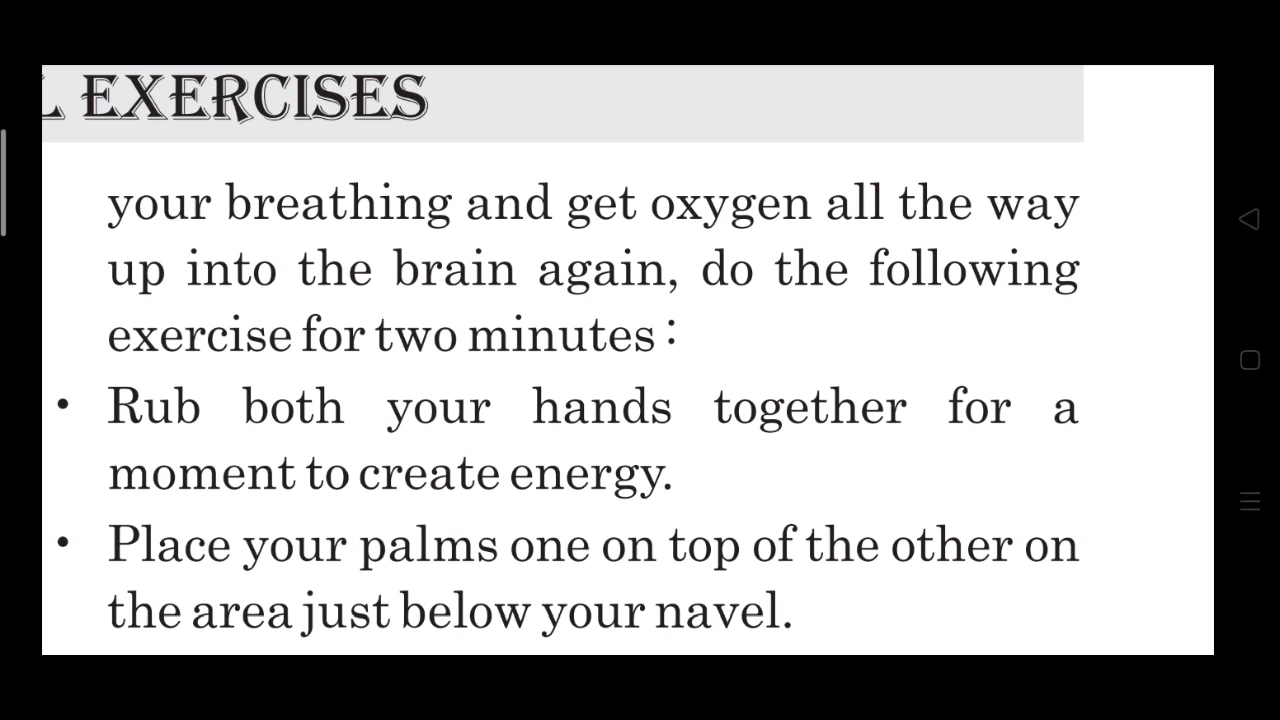 EXERCISES
your breathing and get oxygen all the way
up into the brain again, do the following
exercise for two minutes :
• Rub both your hands together for a
moment to create energy.
• Place your palms one on top of the other on
the area just below your navel.